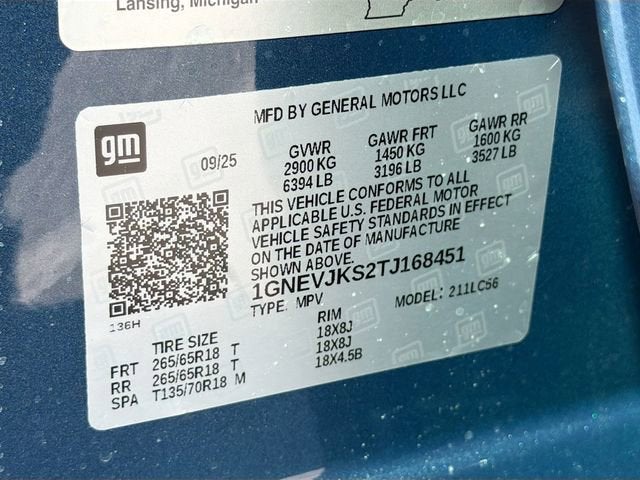 Lansing, Michigan
MFD BY GENERAL MOTORS LLC
gm
09/25
GVWR GAWR FRT GAWR RR
2900 KG 1450 KG 1600 KG
6394 LB 3196 LB 3527 LB
THIS VEHICLE CONFORMS TO ALL
APPLICABLE U.S. FEDERAL MOTOR
VEHICLE SAFETY STANDARDS IN EFFECT
ON THE DATE OF MANUFACTURE
SHOWN ABOVE.
1GNEVJKS2TJ168451
TYPE: MPV MODEL: 211LC56
136H
TIRE SIZE RIM
FRT 265/65R18 T 18X8J
RR 265/65R18 T 18X8J
SPA T135/70R18 M 18X4.5B